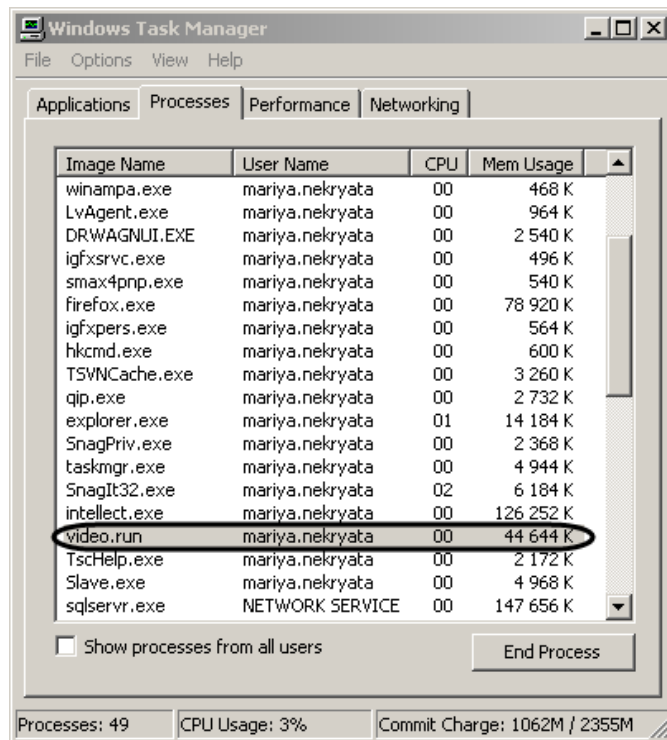 Windows Task Manager
File Options View Help
Applications Processes Performance Networking
Image Name User Name CPU Mem Usage
winampa.exe mariya.nekryata 00 468 K
LvAgent.exe mariya.nekryata 00 964 K
DRWAGNUI.EXE mariya.nekryata 00 2 540 K
igfxsrvc.exe mariya.nekryata 00 496 K
smax4pnp.exe mariya.nekryata 00 540 K
firefox.exe mariya.nekryata 00 78 920 K
igfxpers.exe mariya.nekryata 00 564 K
hkcmd.exe mariya.nekryata 00 600 K
TSVNCache.exe mariya.nekryata 00 3 260 K
qip.exe mariya.nekryata 00 2 732 K
explorer.exe mariya.nekryata 01 14 184 K
SnagPriv.exe mariya.nekryata 00 2 368 K
taskmgr.exe mariya.nekryata 00 4 944 K
SnagIt32.exe mariya.nekryata 02 6 184 K
intellect.exe mariya.nekryata 00 126 252 K
video.run mariya.nekryata 00 44 644 K
TscHelp.exe mariya.nekryata 00 2 172 K
Slave.exe mariya.nekryata 00 4 968 K
sqlservr.exe NETWORK SERVICE 00 147 656 K
Show processes from all users End Process
Processes: 49 CPU Usage: 3% Commit Charge: 1062M / 2355M